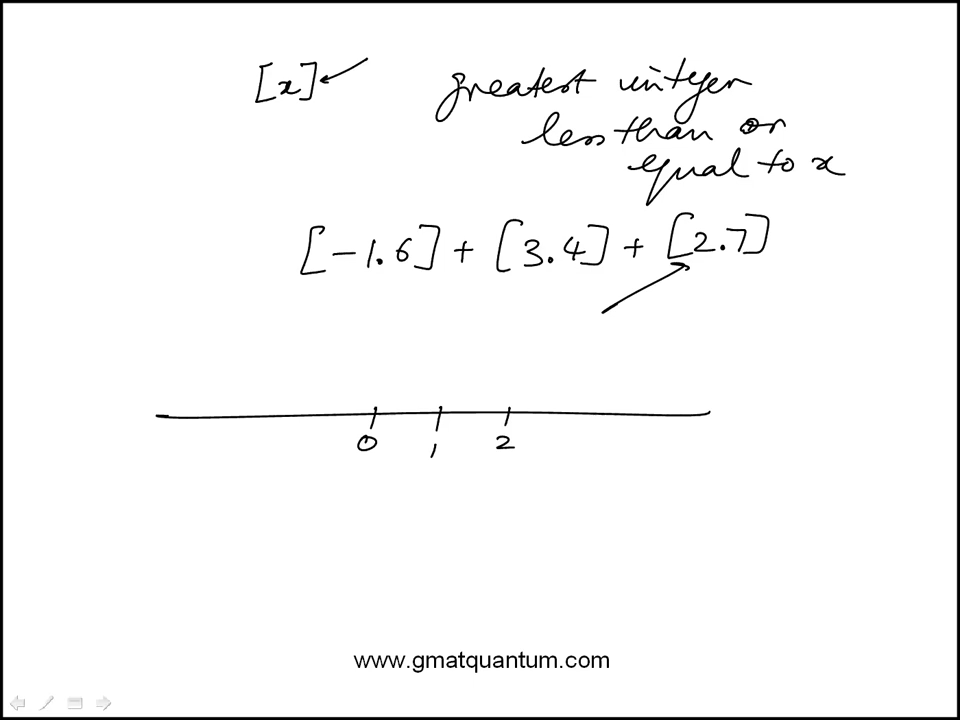 [x] greatest integer
less than or
equal to x
[-1.6] + [3.4] + [2.7]
0 1 2
www.gmatquantum.com